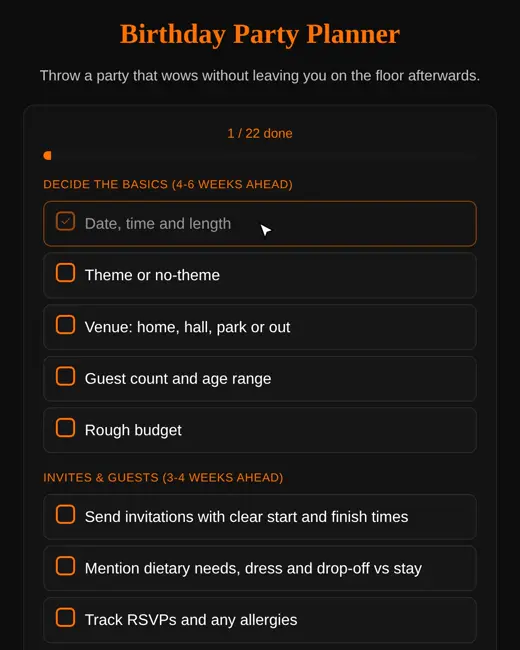 Birthday Party Planner
Throw a party that wows without leaving you on the floor afterwards.
1 / 22 done
DECIDE THE BASICS (4-6 WEEKS AHEAD)
Date, time and length
Theme or no-theme
Venue: home, hall, park or out
Guest count and age range
Rough budget
INVITES & GUESTS (3-4 WEEKS AHEAD)
Send invitations with clear start and finish times
Mention dietary needs, dress and drop-off vs stay
Track RSVPs and any allergies